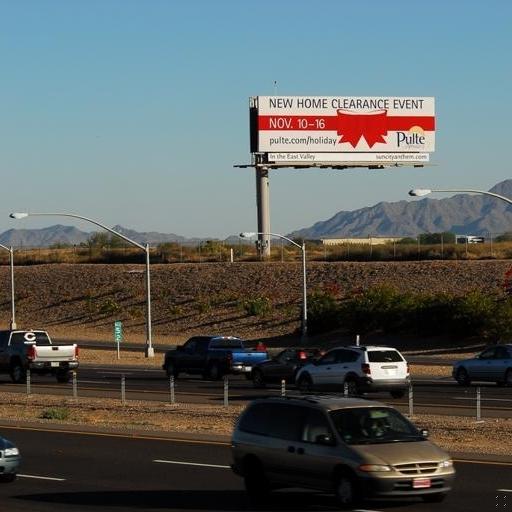 NEW HOME CLEARANCE EVENT
NOV. 10-16
pulte.com/holiday
Pulte
In the East Valley
suncityanthem.com
C